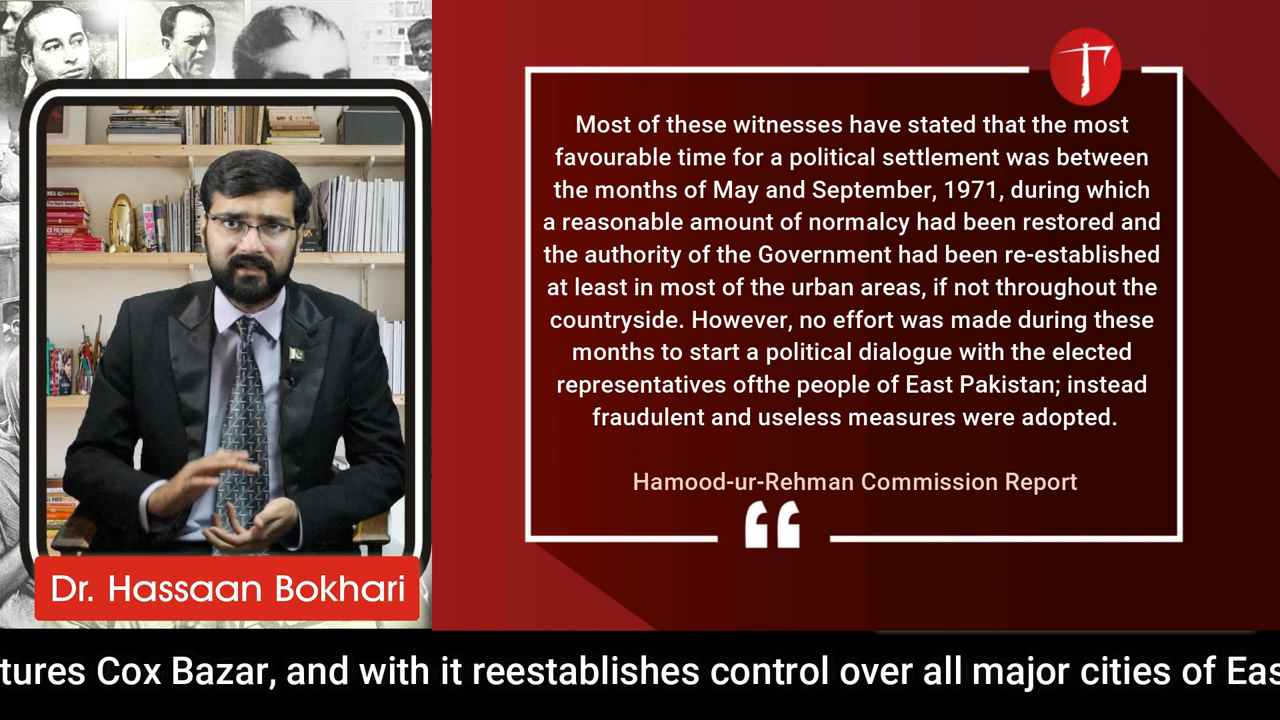 Most of these witnesses have stated that the most
favourable time for a political settlement was between
the months of May and September, 1971, during which
a reasonable amount of normalcy had been restored and
the authority of the Government had been re-established
at least in most of the urban areas, if not throughout the
countryside. However, no effort was made during these
months to start a political dialogue with the elected
representatives ofthe people of East Pakistan; instead
fraudulent and useless measures were adopted.
Hamood-ur-Rehman Commission Report
Dr. Hassaan Bokhari
tures Cox Bazar, and with it reestablishes control over all major cities of Eas